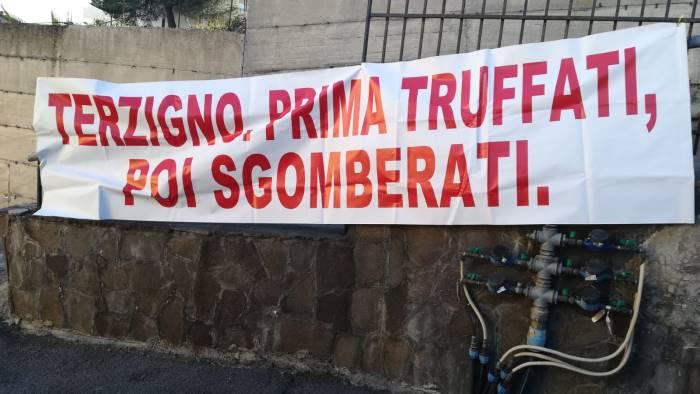 TERZIGNO. PRIMA TRUFFATI,
POI SGOMBERATI.